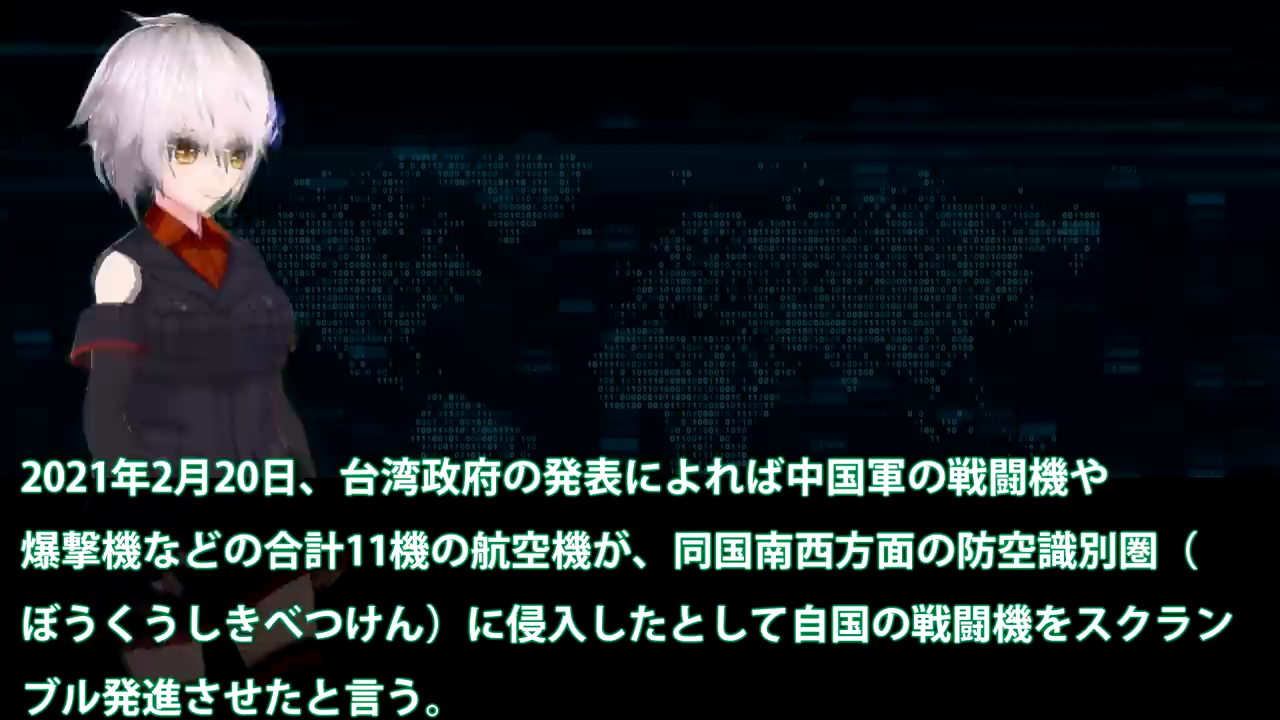 2021年2月20日、台湾政府の発表によれば中国軍の戦闘機や
爆撃機などの合計11機の航空機が、同国南西方面の防空識別圏（
ぼうくうしきべつけん）に侵入したとして自国の戦闘機をスクラン
ブル発進させたと言う。